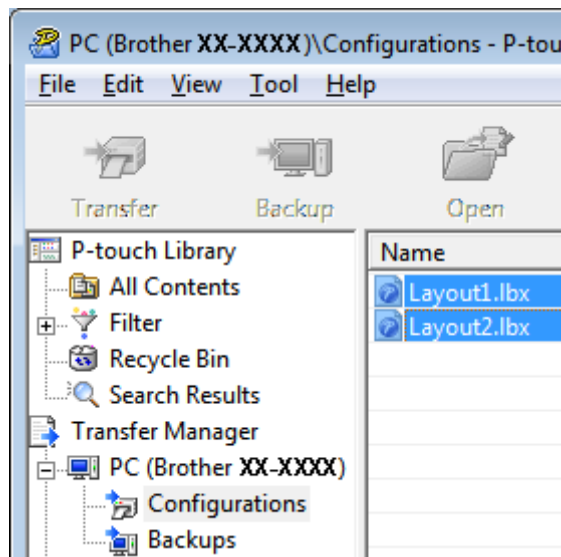 PC (Brother XX-XXXX)\Configurations - P-tou
File Edit View Tool Help
Transfer Backup Open
P-touch Library
All Contents
Filter
Recycle Bin
Search Results
Transfer Manager
PC (Brother XX-XXXX)
Configurations
Backups
Name
Layout1.lbx
Layout2.lbx